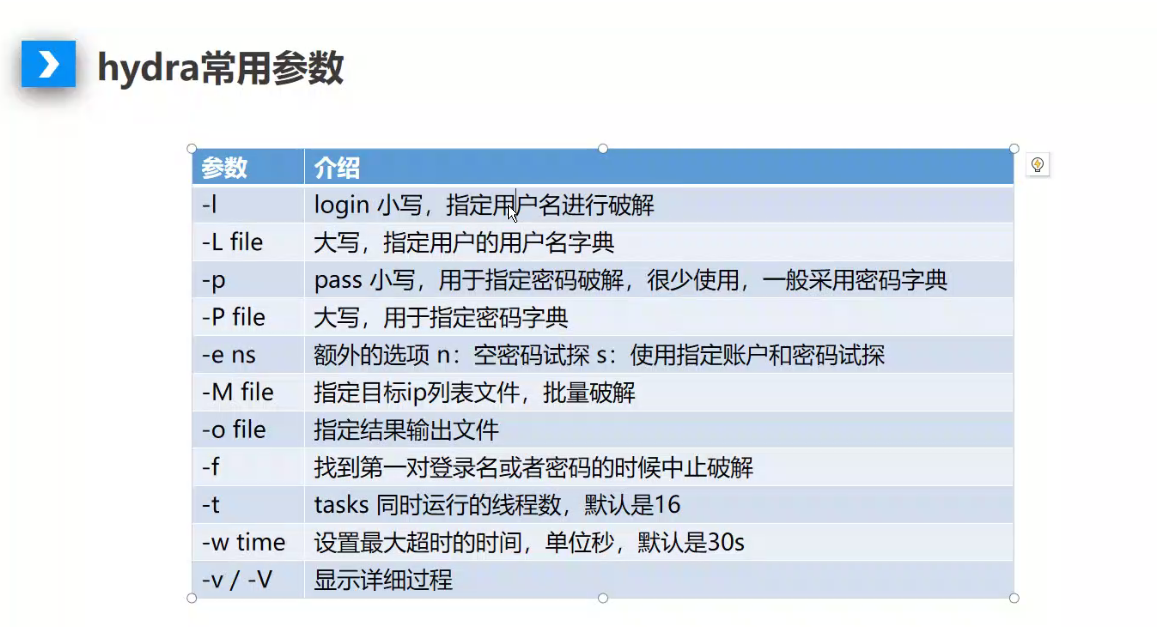 hydra常用参数
参数 介绍
-l login 小写，指定用户名进行破解
-L file 大写，指定用户的用户名字典
-p pass 小写，用于指定密码破解，很少使用，一般采用密码字典
-P file 大写，用于指定密码字典
-e ns 额外的选项 n：空密码试探 s：使用指定账户和密码试探
-M file 指定目标ip列表文件，批量破解
-o file 指定结果输出文件
-f 找到第一对登录名或者密码的时候中止破解
-t tasks 同时运行的线程数，默认是16
-w time 设置最大超时的时间，单位秒，默认是30s
-v / -V 显示详细过程